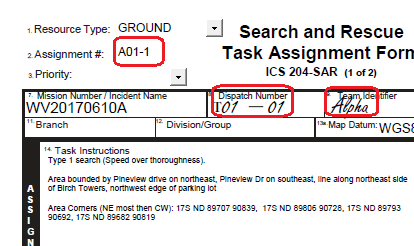 1. Resource Type: GROUND
Search and Rescue
2. Assignment #: A01-1
Task Assignment Form
3. Priority:
ICS 204-SAR (1 of 2)
7. Mission Number / Incident Name
Dispatch Number
Team Identifier
WV20170610A
T01 — 01
Alpha
11. Branch
12. Division/Group
13a. Map Datum: WGS8
14. Task Instructions
Type 1 search (Speed over thoroughness).
Area bounded by Pineview drive on northeast, Pineview Dr on southeast, line along northeast side
of Birch Towers, northwest edge of parking lot
Area Corners (NE most then CW): 17S ND 89707 90839, 17S ND 89806 90728, 17S ND 89793
90692, 17S ND 89682 90819
A
S
S
I
G
N